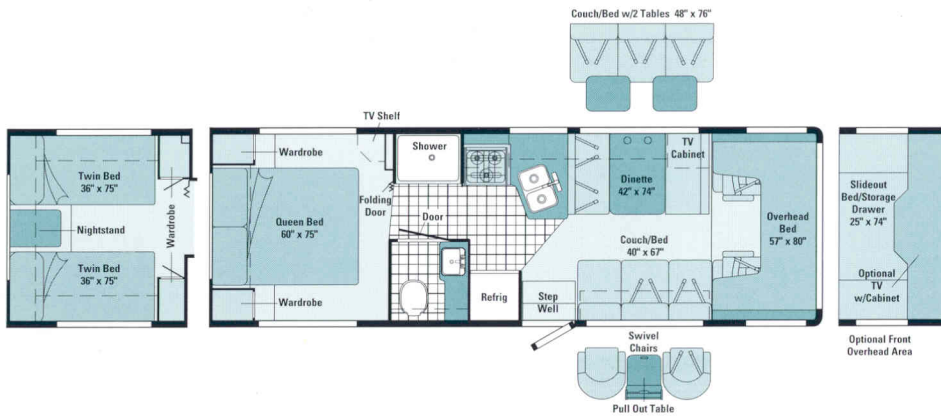 Couch/Bed w/2 Tables 48" x 76"
TV Shelf
Shower
Wardrobe
Twin Bed
36" x 75"
Nightstand
Wardrobe
Twin Bed
36" x 75"
Queen Bed
60" x 75"
Folding
Door
Door
Wardrobe
Refrig
Step
Well
TV
Cabinet
Dinette
42" x 74"
Couch/Bed
40" x 67"
Overhead
Bed
57" x 80"
Slideout
Bed/Storage
Drawer
25" x 74"
Optional
TV
w/Cabinet
Optional Front
Overhead Area
Swivel
Chairs
Pull Out Table